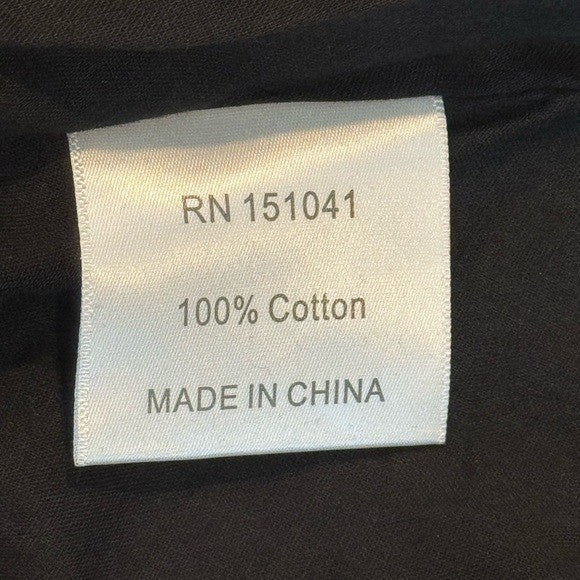 RN 151041
100% Cotton
MADE IN CHINA